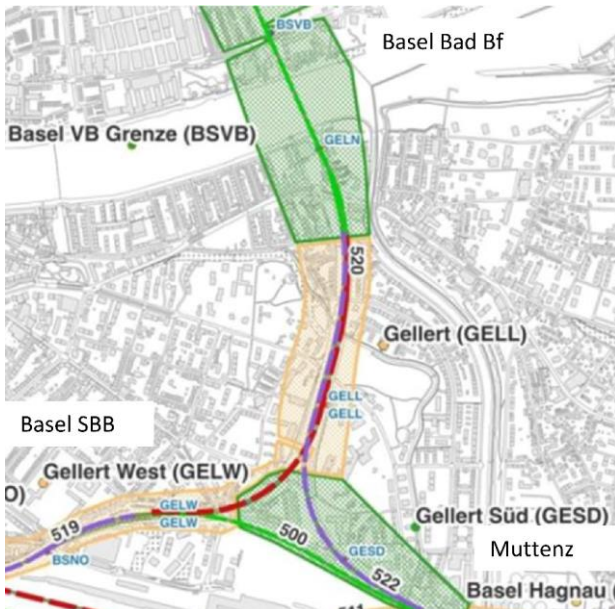 BSVB
Basel Bad Bf
Basel VB Grenze (BSVB)
GELN
520
Gellert (GELL)
GELL
GELL
Basel SBB
Gellert West (GELW)
O)
GELW
GELW
519
BSNO
500
Gellert Süd (GESD)
GESD
Muttenz
522
Basel Hagnau
511